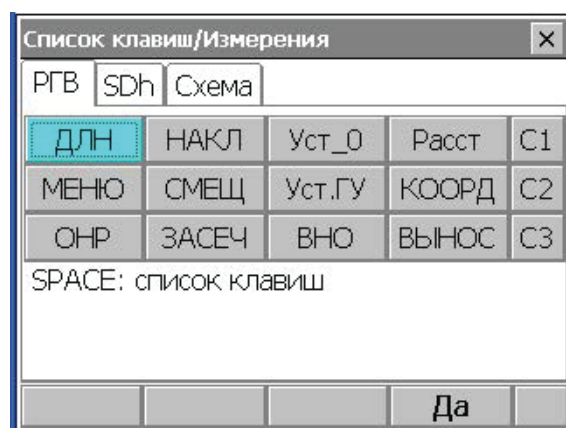 Список клавиш/Измерения
РГВ SDh Схема
ДЛН НАКЛ Уст_0 Расст С1
МЕНЮ СМЕЩ Уст.ГУ КООРД С2
ОНР ЗАСЕЧ ВНО ВЫНОС С3
SPACE: список клавиш
Да